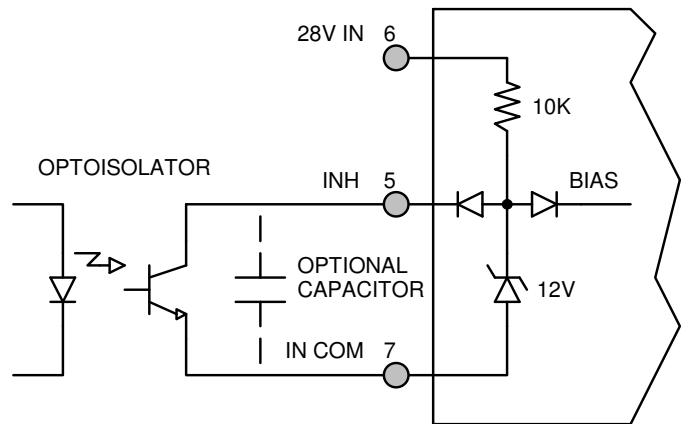 28V IN 6
10K
OPTOISOLATOR
INH 5
BIAS
OPTIONAL
CAPACITOR
12V
IN COM 7